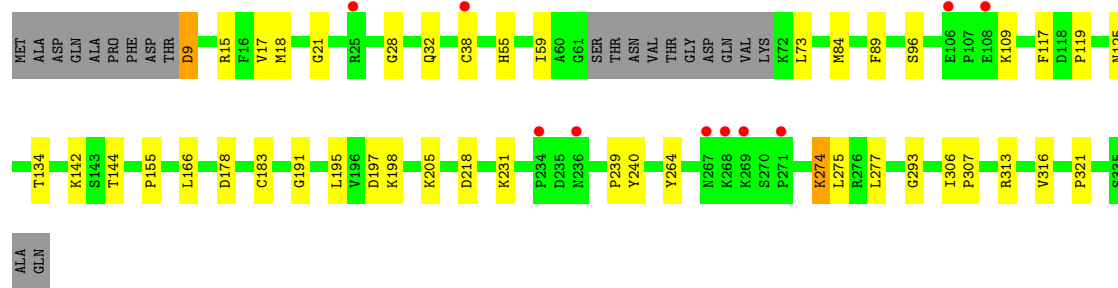 MET ALA ASP GLN ALA PRO PHE ASP THR D9 R15 F16 V17 M18 G21 R25 G28 Q32 C38 H55 I59 A60 G61 SER THR ASN VAL THR GLY ASP GLN VAL LYS K72 L73 M84 F89 S96 E106 P107 E108 K109 F117 D118 P119 N125
T134 K142 S143 T144 P155 L166 D178 C183 G191 L195 V196 D197 K198 K205 D218 K231 P234 D235 N236 P239 Y240 Y264 N267 K268 K269 S270 P271 K274 L275 R276 L277 G293 I306 P307 R313 V316 P321 S335
ALA GLN